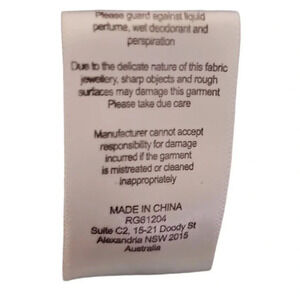 Please guard against liquid
perfume, wet deodorant and
perspiration
Due to the delicate nature of this fabric
jewellery, sharp objects and rough
surfaces may damage this garment
Please take due care
Manufacturer cannot accept
responsibility for damage
incurred if the garment
is mistreated or cleaned
inappropriately
MADE IN CHINA
RG61204
Suite C2, 15-21 Doody St
Alexandria NSW 2015
Australia